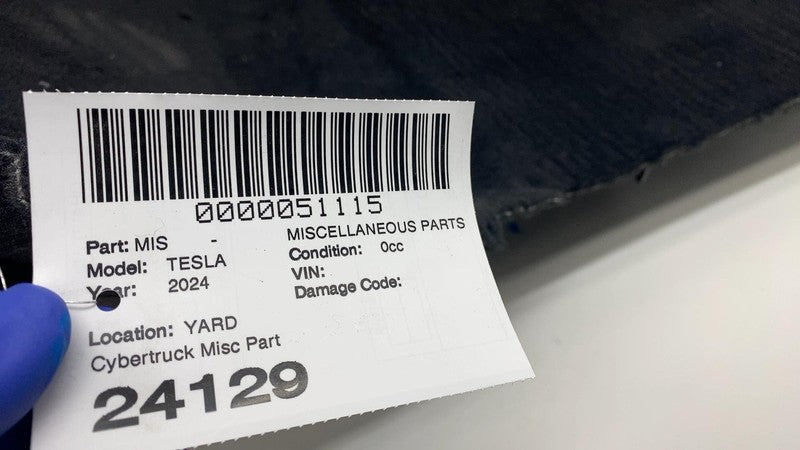 0000051115
Part: MIS - MISCELLANEOUS PARTS
Model: TESLA Condition: 0cc
Year: 2024 VIN:
Damage Code:
Location: YARD
Cybertruck Misc Part
24129